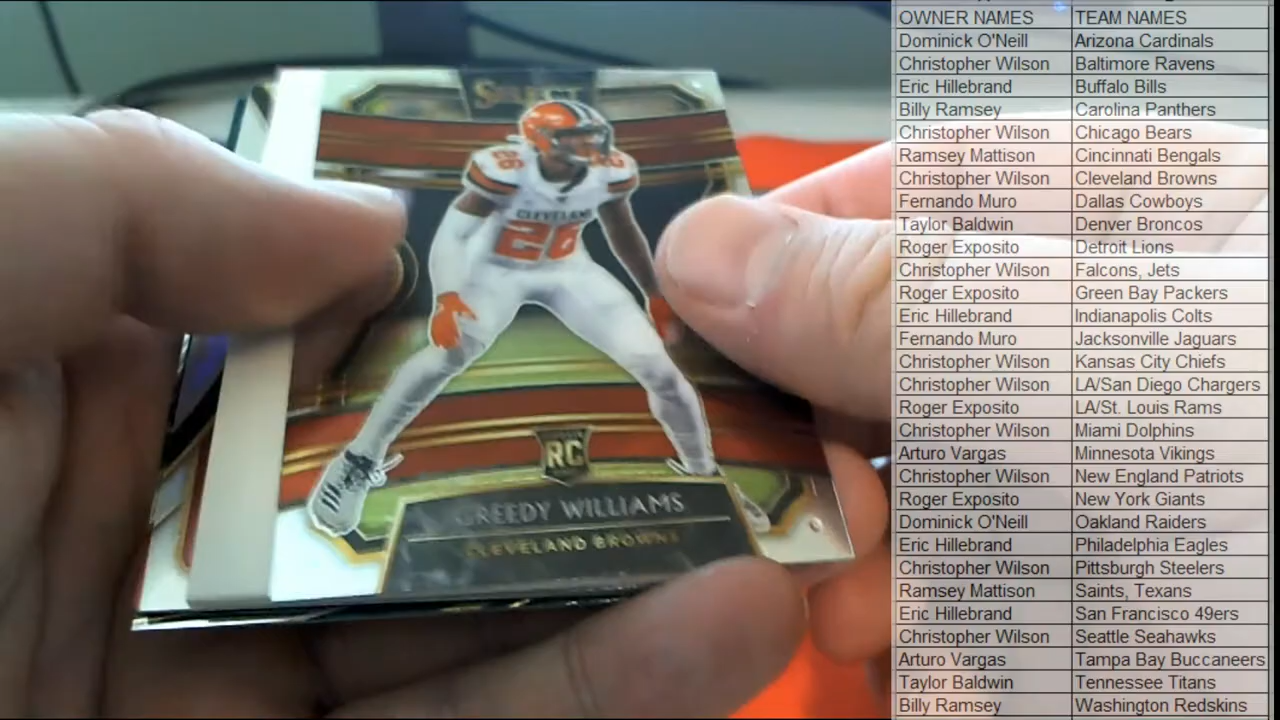 SELECT
26
CLEVELAND
26
RC
GREEDY WILLIAMS
CLEVELAND BROWNS
OWNER NAMES TEAM NAMES
Dominick O'Neill Arizona Cardinals
Christopher Wilson Baltimore Ravens
Eric Hillebrand Buffalo Bills
Billy Ramsey Carolina Panthers
Christopher Wilson Chicago Bears
Ramsey Mattison Cincinnati Bengals
Christopher Wilson Cleveland Browns
Fernando Muro Dallas Cowboys
Taylor Baldwin Denver Broncos
Roger Exposito Detroit Lions
Christopher Wilson Falcons, Jets
Roger Exposito Green Bay Packers
Eric Hillebrand Indianapolis Colts
Fernando Muro Jacksonville Jaguars
Christopher Wilson Kansas City Chiefs
Christopher Wilson LA/San Diego Chargers
Roger Exposito LA/St. Louis Rams
Christopher Wilson Miami Dolphins
Arturo Vargas Minnesota Vikings
Christopher Wilson New England Patriots
Roger Exposito New York Giants
Dominick O'Neill Oakland Raiders
Eric Hillebrand Philadelphia Eagles
Christopher Wilson Pittsburgh Steelers
Ramsey Mattison Saints, Texans
Eric Hillebrand San Francisco 49ers
Christopher Wilson Seattle Seahawks
Arturo Vargas Tampa Bay Buccaneers
Taylor Baldwin Tennessee Titans
Billy Ramsey Washington Redskins